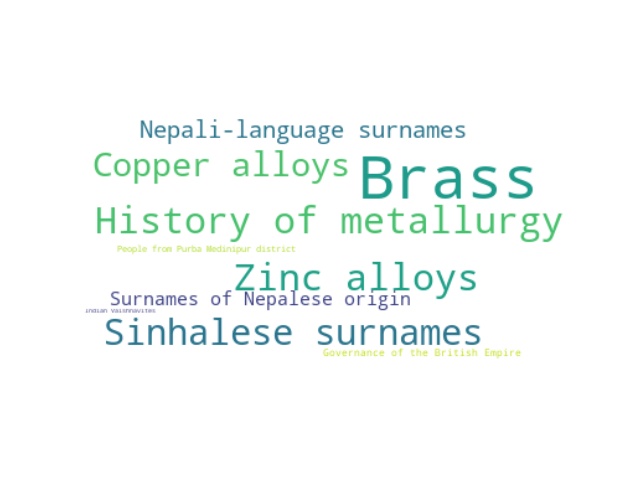 Nepali-language surnames
Copper alloys
Brass
History of metallurgy
People from Purba Medinipur district
Zinc alloys
Surnames of Nepalese origin
Indian Vaishnavites
Sinhalese surnames
Governance of the British Empire